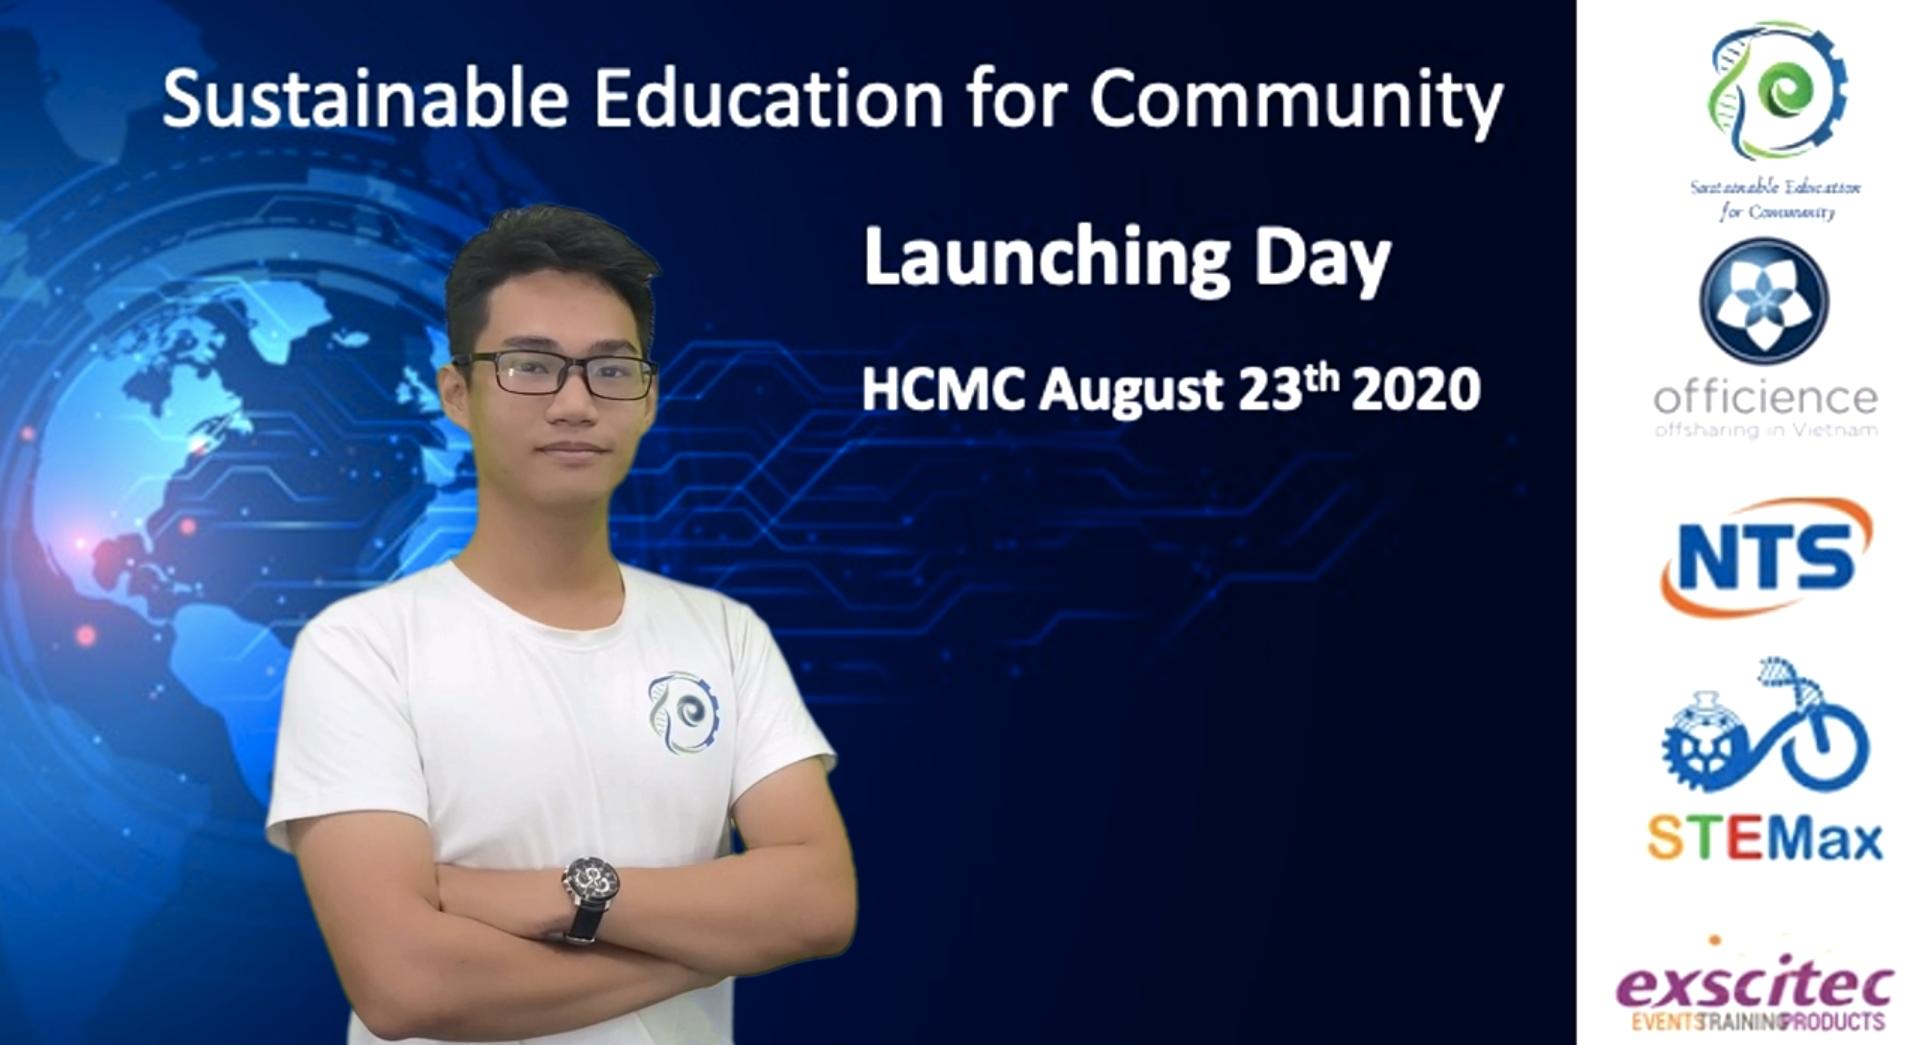 Sustainable Education for Community
Launching Day
HCMC August 23th 2020
Sustainable Education
for Community
officience
offsharing in Vietnam
NTS
STEMax
exscitec
EVENTSTRAININGPRODUCTS